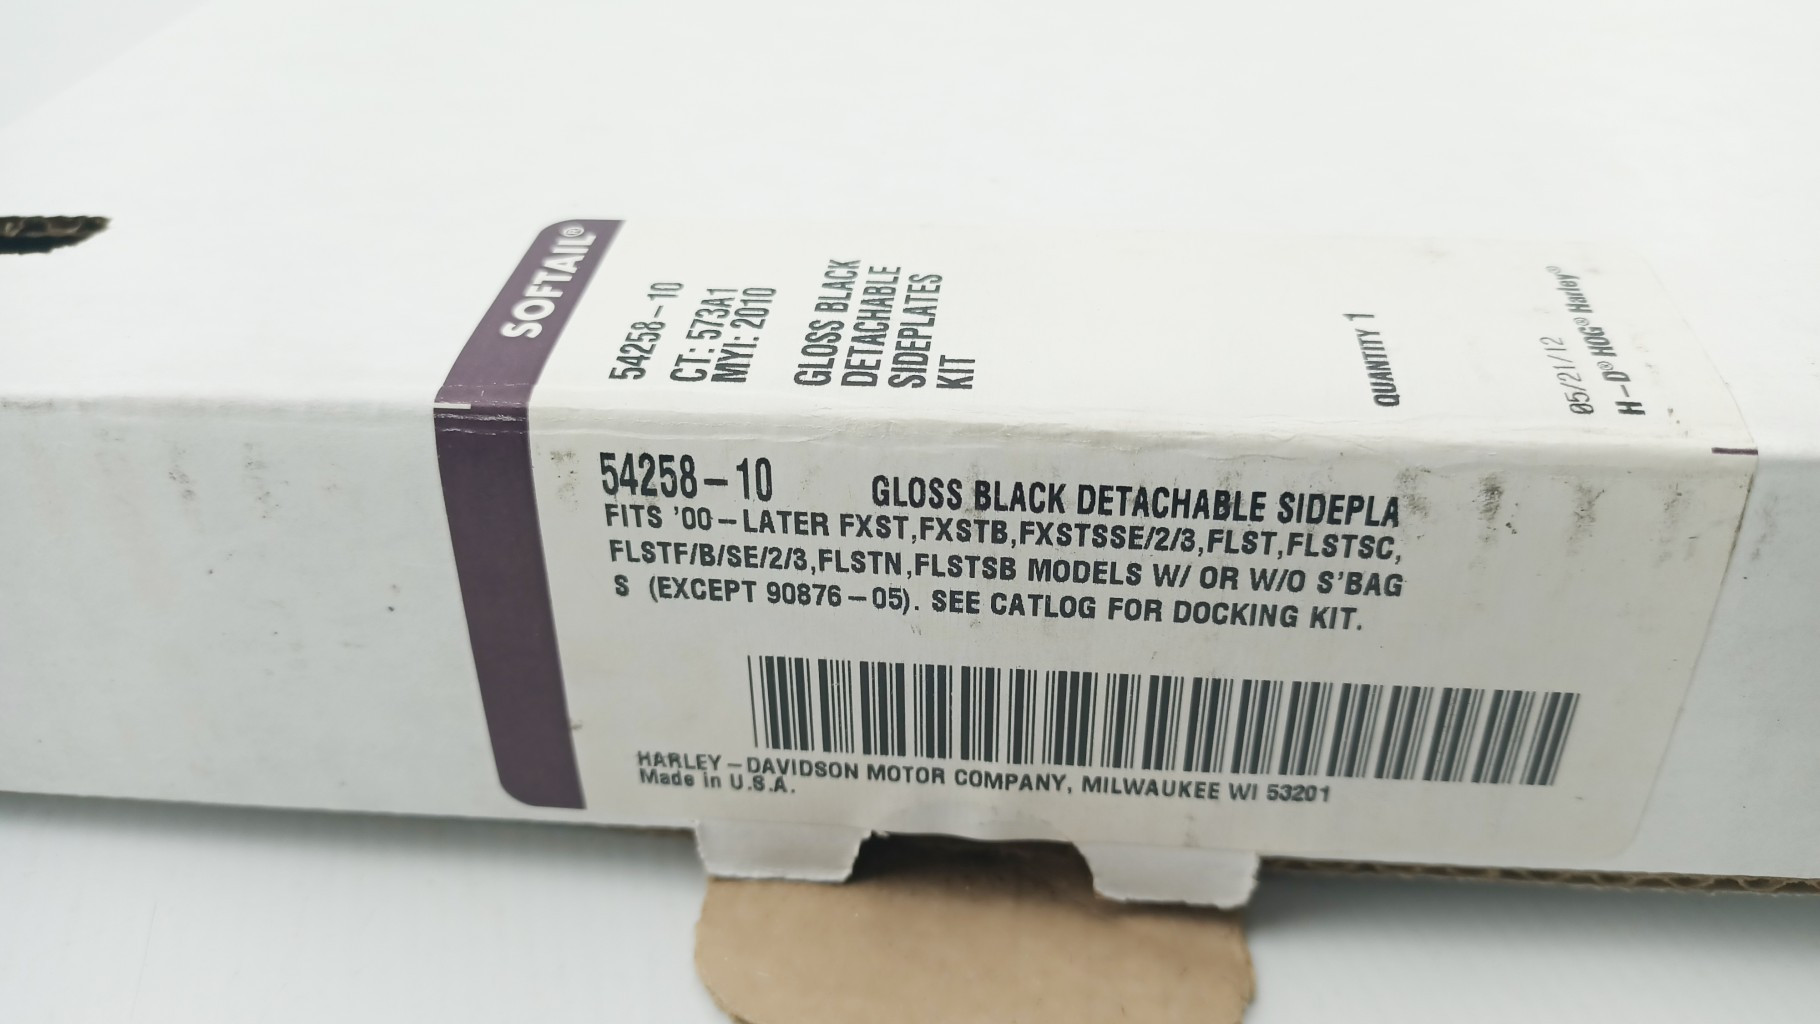 SOFTAIL®
54258-10
CT: 573A1
MYI: 2010
GLOSS BLACK
DETACHABLE
SIDEPLATES
KIT
QUANTITY 1
05/21/12
H-D® HOG® Harley®
54258-10 GLOSS BLACK DETACHABLE SIDEPLA
FITS '00-LATER FXST,FXSTB,FXSTSSE/2/3,FLST,FLSTSC,
FLSTF/B/SE/2/3,FLSTN,FLSTSB MODELS W/ OR W/O S'BAG
S (EXCEPT 90876-05). SEE CATLOG FOR DOCKING KIT.
HARLEY-DAVIDSON MOTOR COMPANY, MILWAUKEE WI 53201
Made in U.S.A.